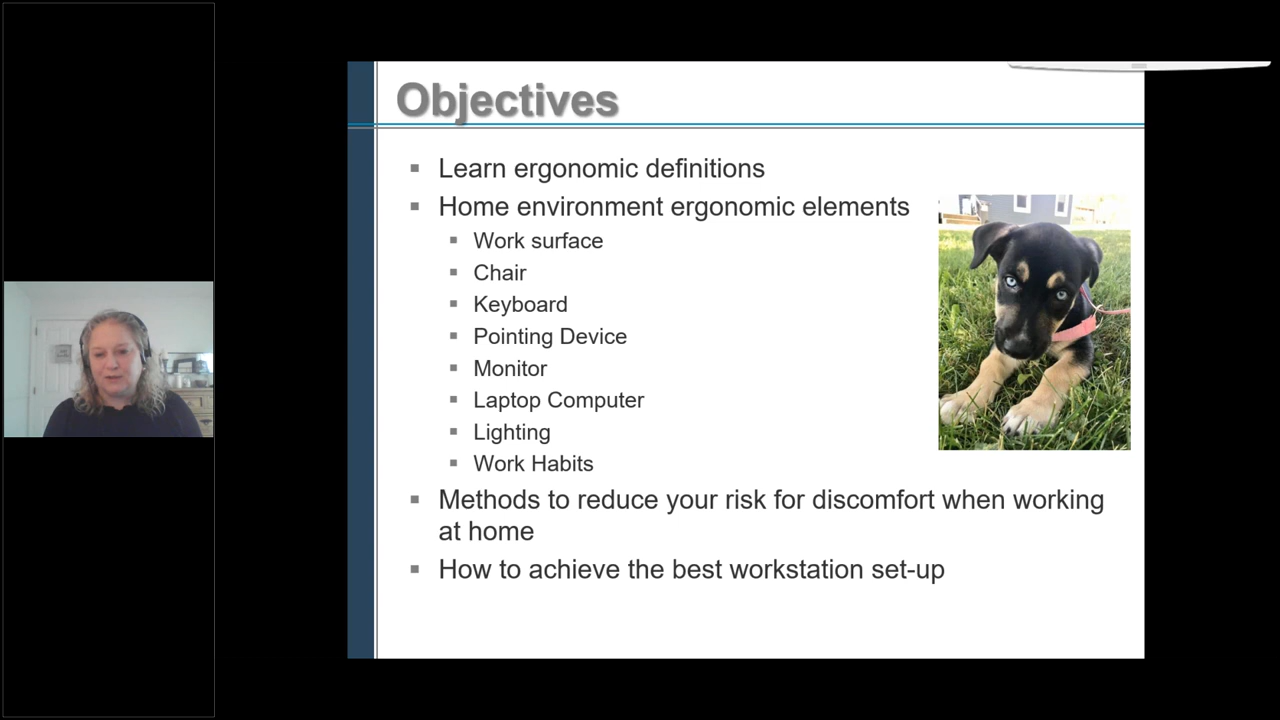 Objectives
▪ Learn ergonomic definitions
▪ Home environment ergonomic elements
▪ Work surface
▪ Chair
▪ Keyboard
▪ Pointing Device
▪ Monitor
▪ Laptop Computer
▪ Lighting
▪ Work Habits
▪ Methods to reduce your risk for discomfort when working
at home
▪ How to achieve the best workstation set-up